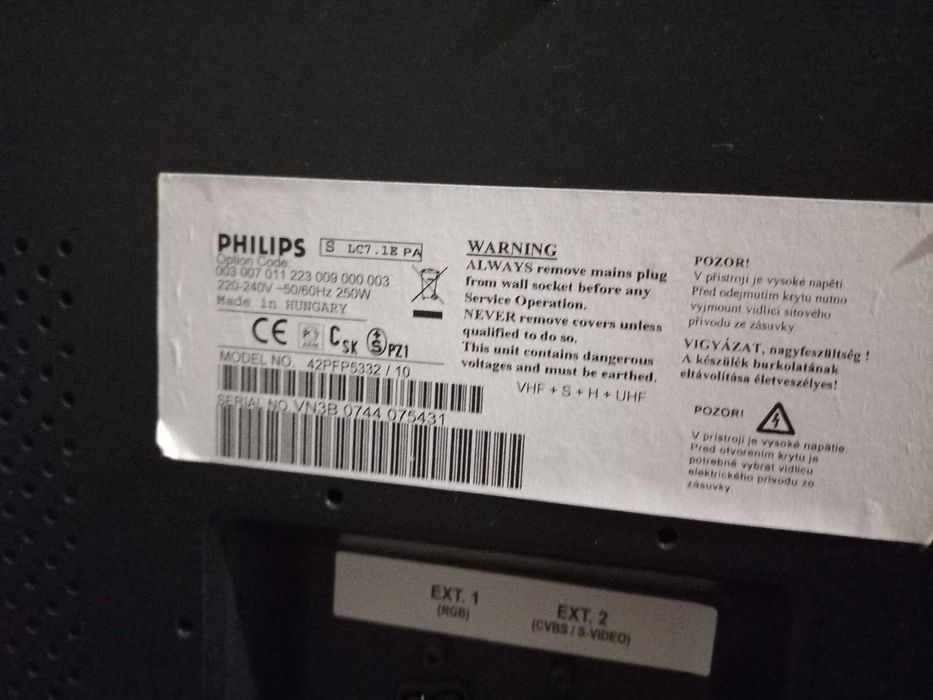 PHILIPS S LC7.1E PA
Option Code:
003 007 011 223 009 000 003
220-240V ~50/60Hz 250W
Made in HUNGARY
CE CSK S PZ1
MODEL NO. 42PFP5332 / 10
SERIAL NO. VN3B 0744 075431
WARNING
ALWAYS remove mains plug
from wall socket before any
Service Operation.
NEVER remove covers unless
qualified to do so.
This unit contains dangerous
voltages and must be earthed.
VHF + S + H + UHF
POZOR!
V přístroji je vysoké napětí
Před odejmutím krytu nutno
vyjmount vidlici síťového
přívodu ze zásuvky
VIGYÁZAT, nagyfeszültség !
A készülék burkolatának
eltávolítása életveszélyes!
POZOR!
V prístroji je vysoké napätie.
Pred otvorením krytu je
potrebné vybrať vidlicu
elektrického prívodu zo
zásuvky
EXT. 1
(RGB)
EXT. 2
(CVBS / S-VIDEO)